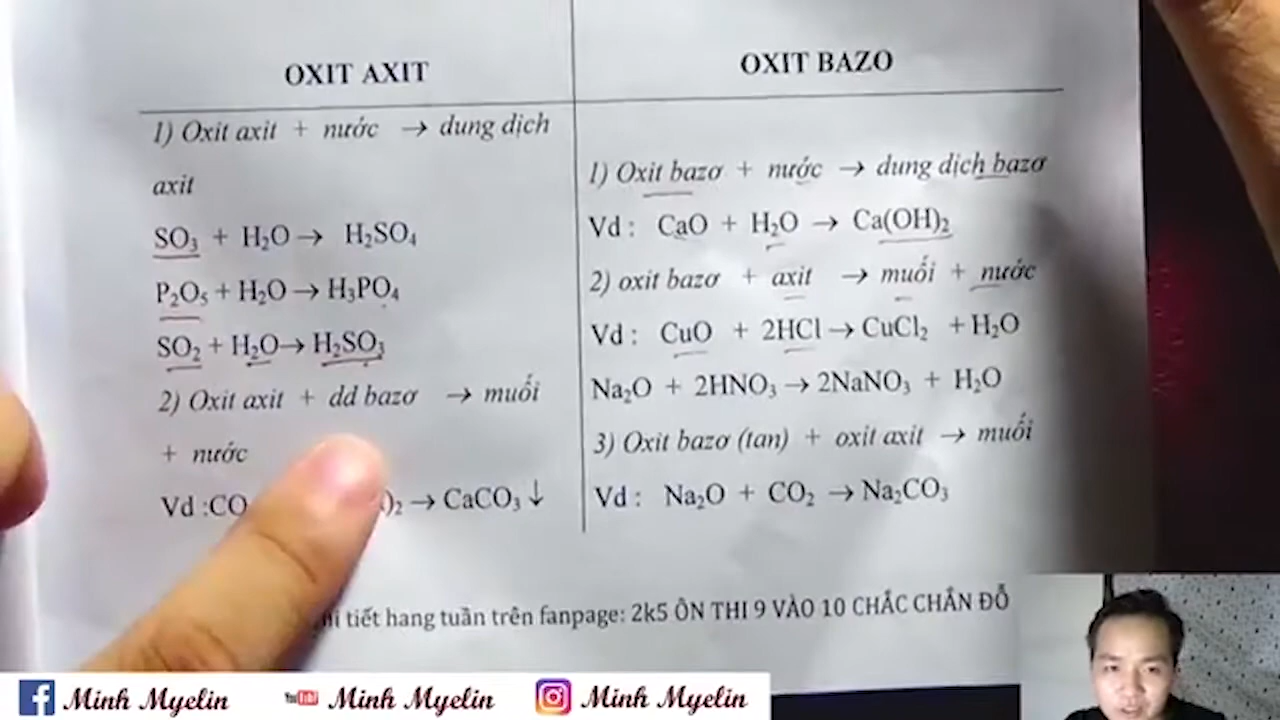 OXIT AXIT
1) Oxit axit + nước → dung dịch
axit
SO₃ + H₂O → H₂SO₄
P₂O₅ + H₂O → H₃PO₄
SO₂ + H₂O → H₂SO₃
2) Oxit axit + dd bazơ → muối
+ nước
Vd :CO )₂ → CaCO₃ ↓
OXIT BAZO
1) Oxit bazơ + nước → dung dịch bazơ
Vd : CaO + H₂O → Ca(OH)₂
2) oxit bazơ + axit → muối + nước
Vd : CuO + 2HCl → CuCl₂ + H₂O
Na₂O + 2HNO₃ → 2NaNO₃ + H₂O
3) Oxit bazơ (tan) + oxit axit → muối
Vd : Na₂O + CO₂ → Na₂CO₃
tiết hang tuần trên fanpage: 2k5 ÔN THI 9 VÀO 10 CHẮC CHẮN ĐỖ
Minh Myelin Minh Myelin Minh Myelin